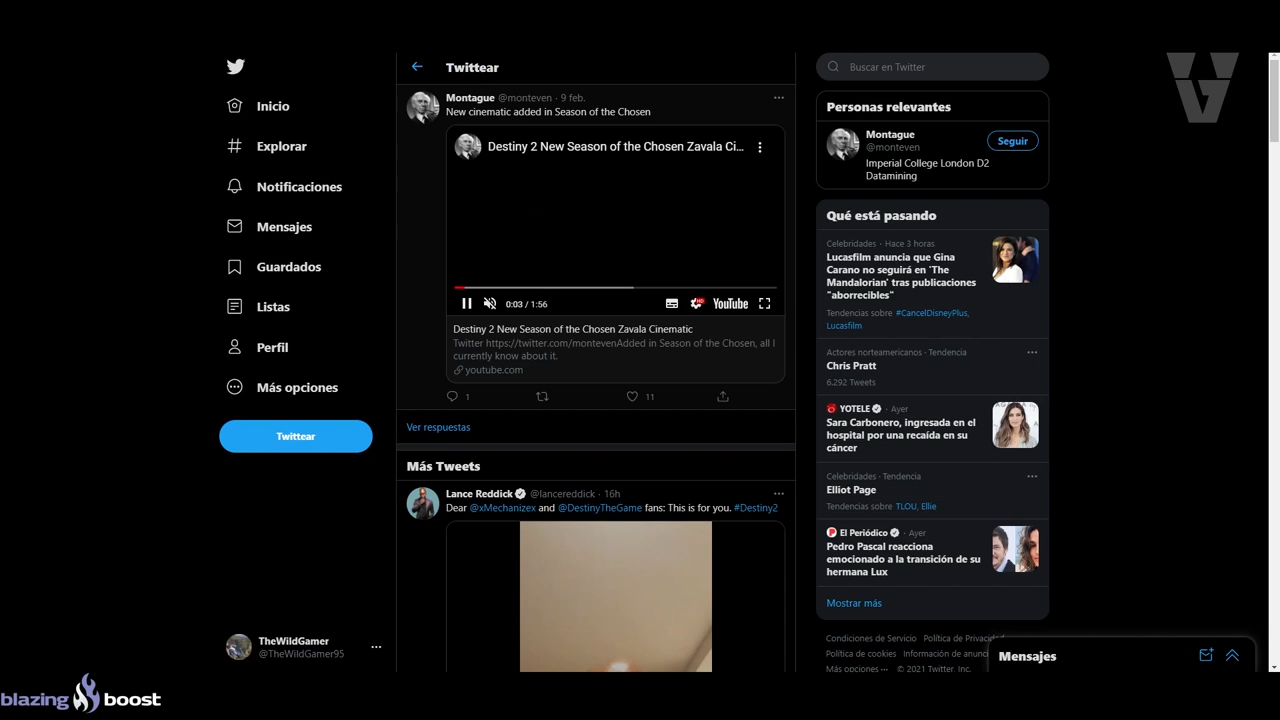 Inicio
Explorar
Notificaciones
Mensajes
Guardados
Listas
Perfil
Más opciones
Twittear
TheWildGamer
@TheWildGamer95
blazing boost
Twittear
Montague @monteven · 9 feb.
New cinematic added in Season of the Chosen
Destiny 2 New Season of the Chosen Zavala Ci...
0:03 / 1:56
HD
YouTube
Destiny 2 New Season of the Chosen Zavala Cinematic
Twitter https://twitter.com/montevenAdded in Season of the Chosen, all I
currently know about it.
youtube.com
1
11
Ver respuestas
Más Tweets
Lance Reddick @lancereddick · 16h
Dear @xMechanizex and @DestinyTheGame fans: This is for you. #Destiny2
Buscar en Twitter
Personas relevantes
Montague
@monteven
Seguir
Imperial College London D2
Datamining
Qué está pasando
Celebridades · Hace 3 horas
Lucasfilm anuncia que Gina
Carano no seguirá en 'The
Mandalorian' tras publicaciones
"aborrecibles"
Tendencias sobre #CancelDisneyPlus,
Lucasfilm
Actores norteamericanos · Tendencia
Chris Pratt
6.292 Tweets
YOTELE · Ayer
Sara Carbonero, ingresada en el
hospital por una recaída en su
cáncer
Celebridades · Tendencia
Elliot Page
Tendencias sobre TLOU, Ellie
El Periódico · Ayer
Pedro Pascal reacciona
emocionado a la transición de su
hermana Lux
Mostrar más
Condiciones de Servicio Política de Privacidad
Política de cookies Información de anunci
Más opciones ··· © 2021 Twitter, Inc.
Mensajes